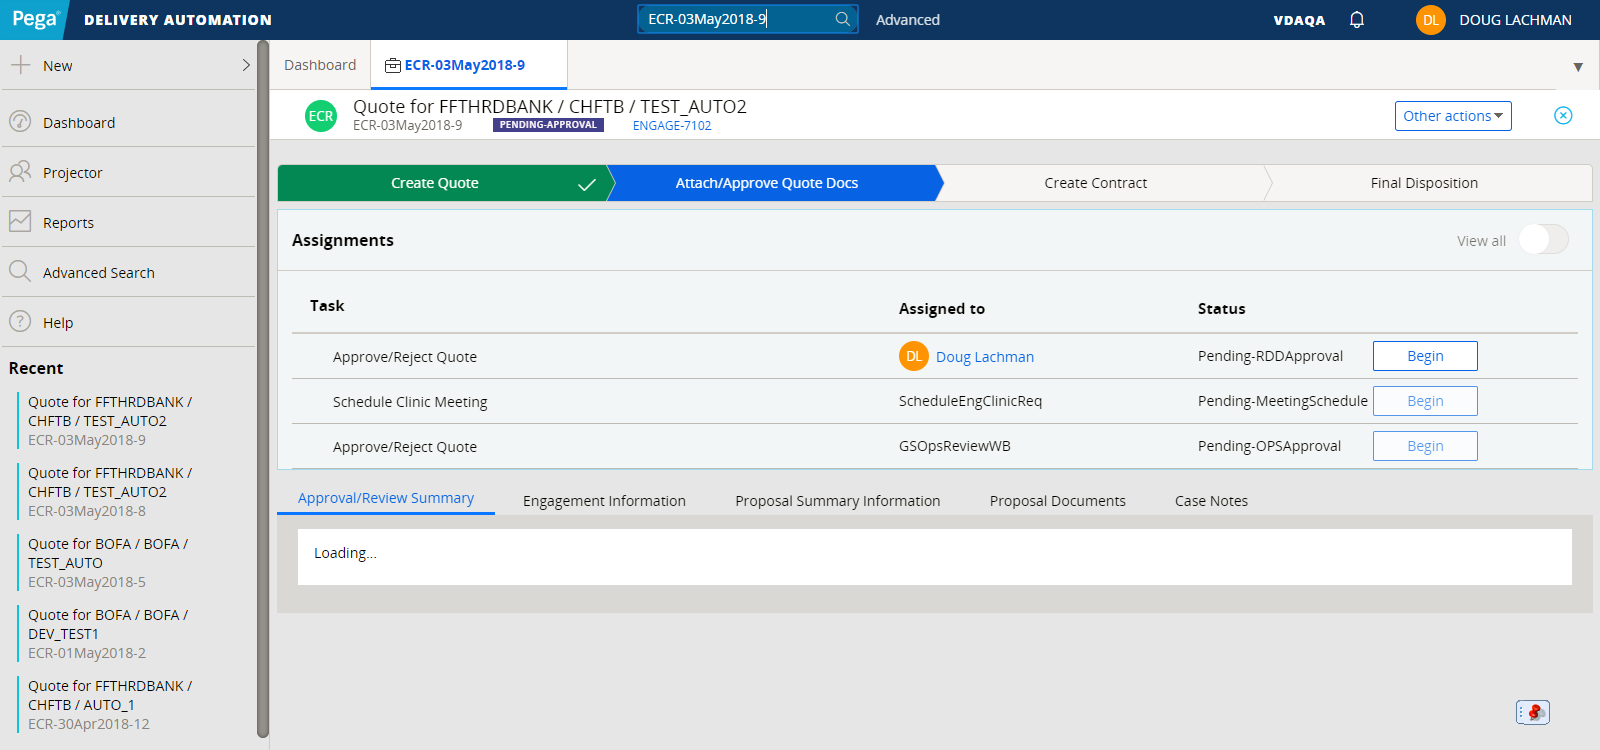 Pega DELIVERY AUTOMATION ECR-03May2018-9 Advanced VDAQA DL DOUG LACHMAN
New
Dashboard
Projector
Reports
Advanced Search
? Help
Recent
Quote for FFTHRDBANK /
CHFTB / TEST_AUTO2
ECR-03May2018-9
Quote for FFTHRDBANK /
CHFTB / TEST_AUTO2
ECR-03May2018-8
Quote for BOFA / BOFA /
TEST_AUTO
ECR-03May2018-5
Quote for BOFA / BOFA /
DEV_TEST1
ECR-01May2018-2
Quote for FFTHRDBANK /
CHFTB / AUTO_1
ECR-30Apr2018-12
Dashboard ECR-03May2018-9
ECR Quote for FFTHRDBANK / CHFTB / TEST_AUTO2
ECR-03May2018-9 PENDING-APPROVAL ENGAGE-7102
Other actions
Create Quote Attach/Approve Quote Docs Create Contract Final Disposition
Assignments View all
Task Assigned to Status
Approve/Reject Quote DL Doug Lachman Pending-RDDApproval Begin
Schedule Clinic Meeting ScheduleEngClinicReq Pending-MeetingSchedule Begin
Approve/Reject Quote GSOpsReviewWB Pending-OPSApproval Begin
Approval/Review Summary Engagement Information Proposal Summary Information Proposal Documents Case Notes
Loading...